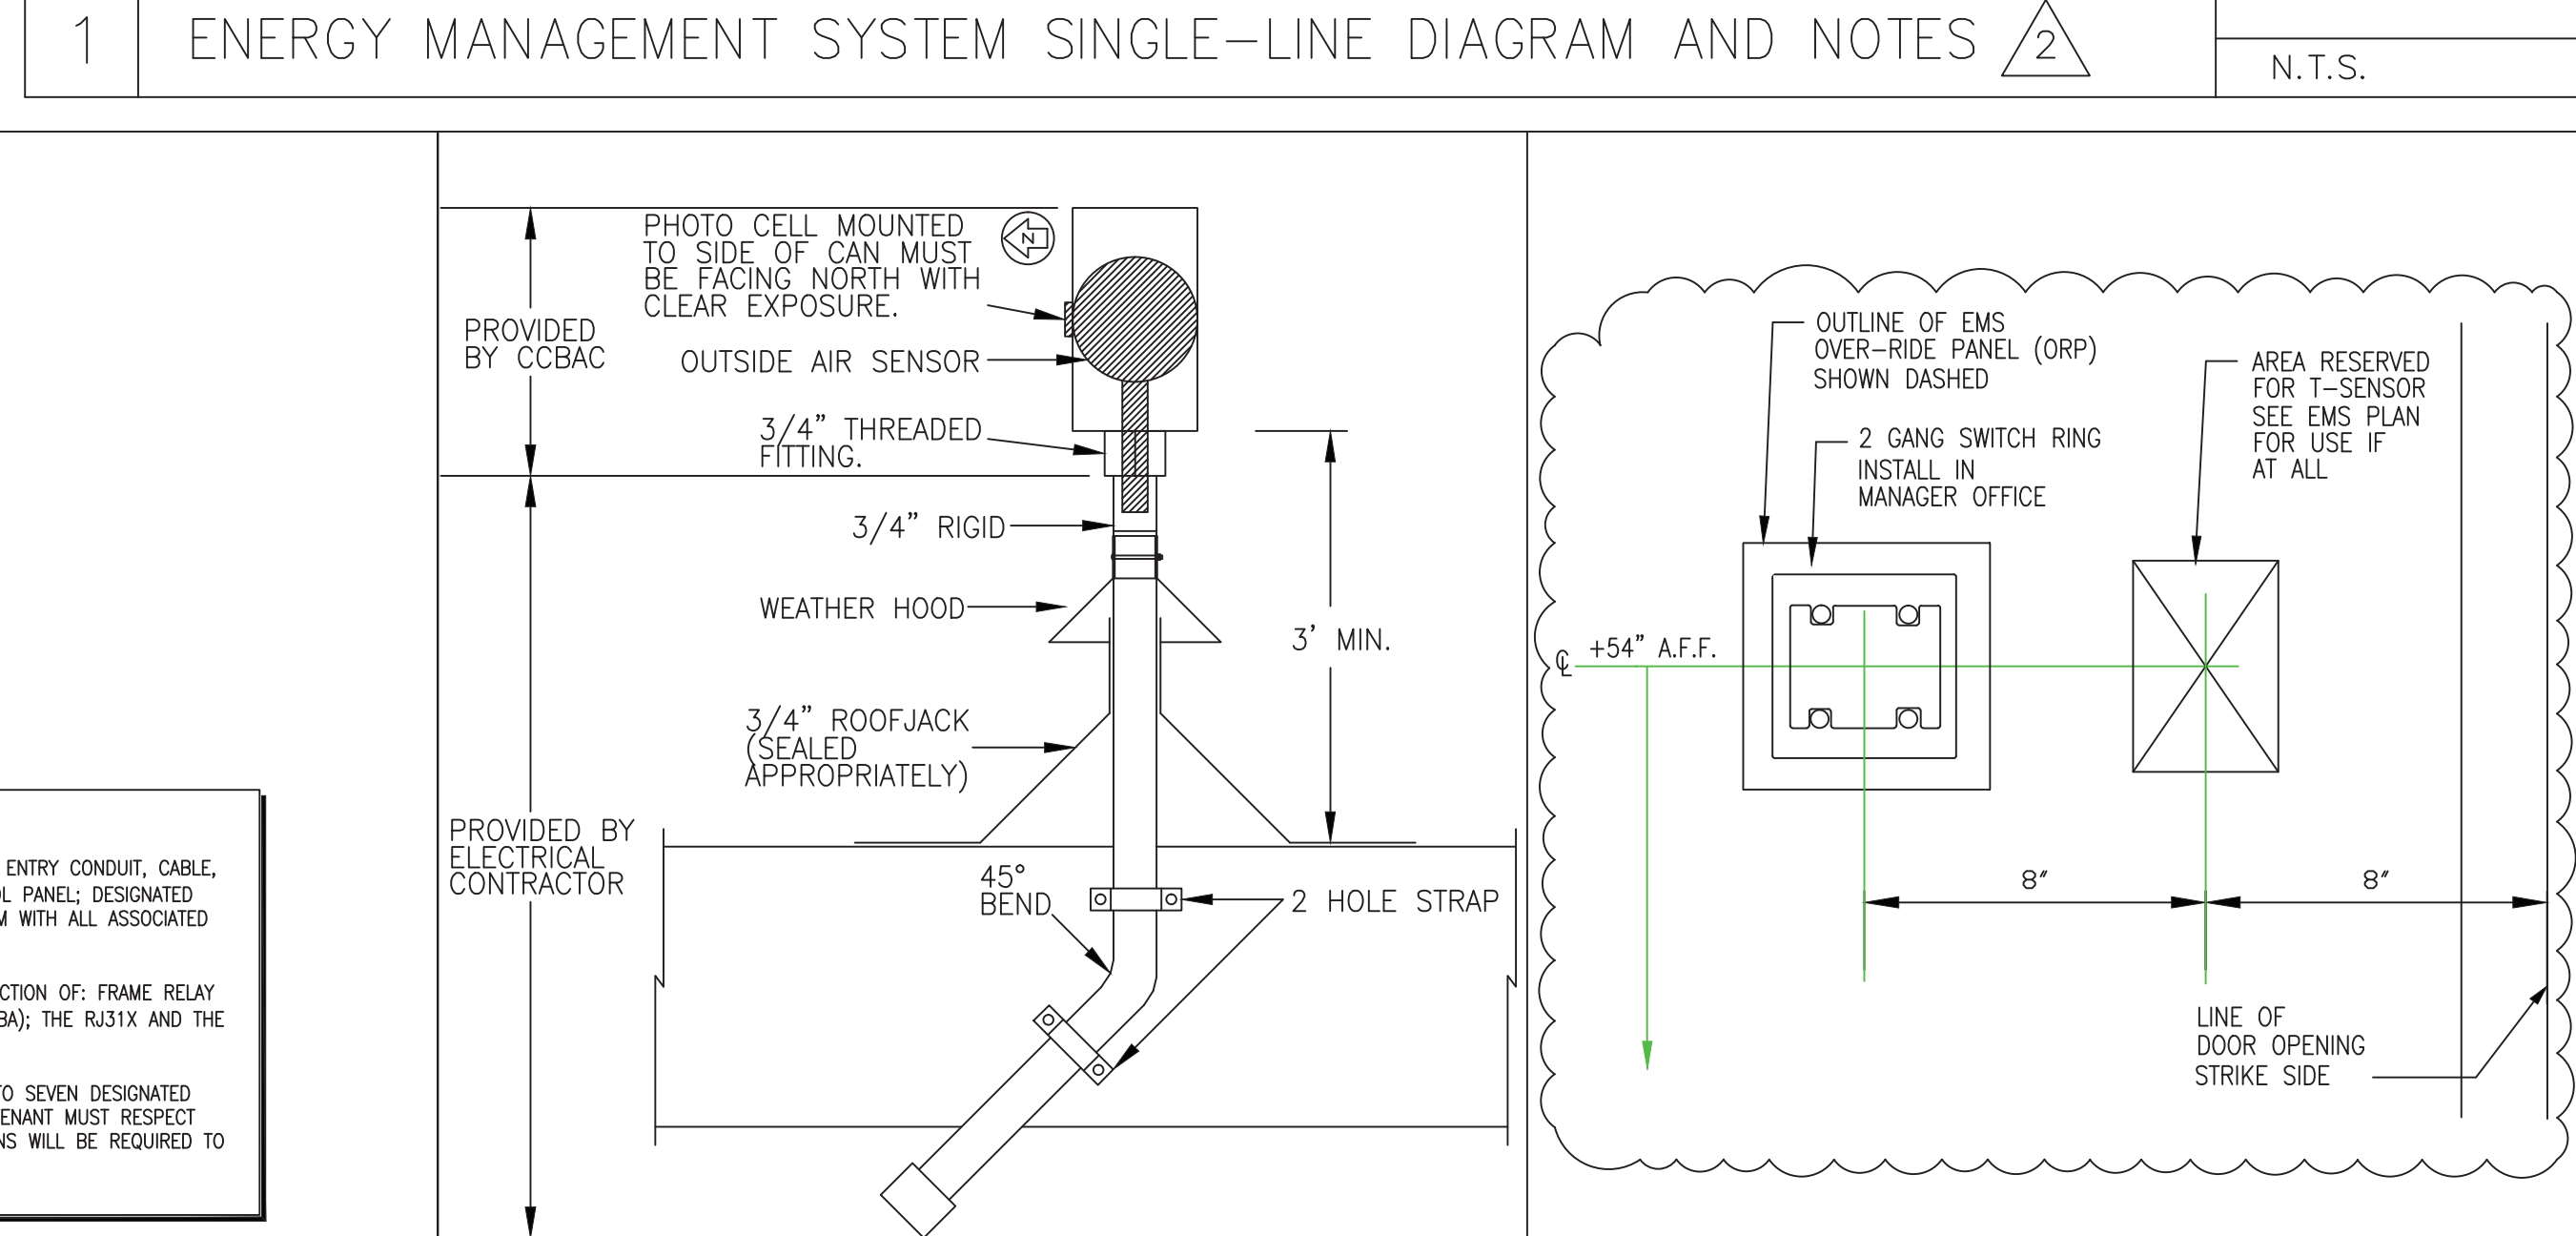 1
ENERGY MANAGEMENT SYSTEM SINGLE-LINE DIAGRAM AND NOTES
2
N.T.S.
PHOTO CELL MOUNTED
TO SIDE OF CAN MUST
BE FACING NORTH WITH
CLEAR EXPOSURE.
N
PROVIDED
BY CCBAC
OUTSIDE AIR SENSOR
3/4" THREADED
FITTING.
3/4" RIGID
WEATHER HOOD
3' MIN.
3/4" ROOFJACK
(SEALED
APPROPRIATELY)
PROVIDED BY
ELECTRICAL
CONTRACTOR
45°
BEND
2 HOLE STRAP
ENTRY CONDUIT, CABLE,
PANEL; DESIGNATED
WITH ALL ASSOCIATED
OF: FRAME RELAY
THE RJ31X AND THE
SEVEN DESIGNATED
MUST RESPECT
WILL BE REQUIRED TO
OUTLINE OF EMS
OVER-RIDE PANEL (ORP)
SHOWN DASHED
2 GANG SWITCH RING
INSTALL IN
MANAGER OFFICE
AREA RESERVED
FOR T-SENSOR
SEE EMS PLAN
FOR USE IF
AT ALL
℄ +54" A.F.F.
8"
8"
LINE OF
DOOR OPENING
STRIKE SIDE